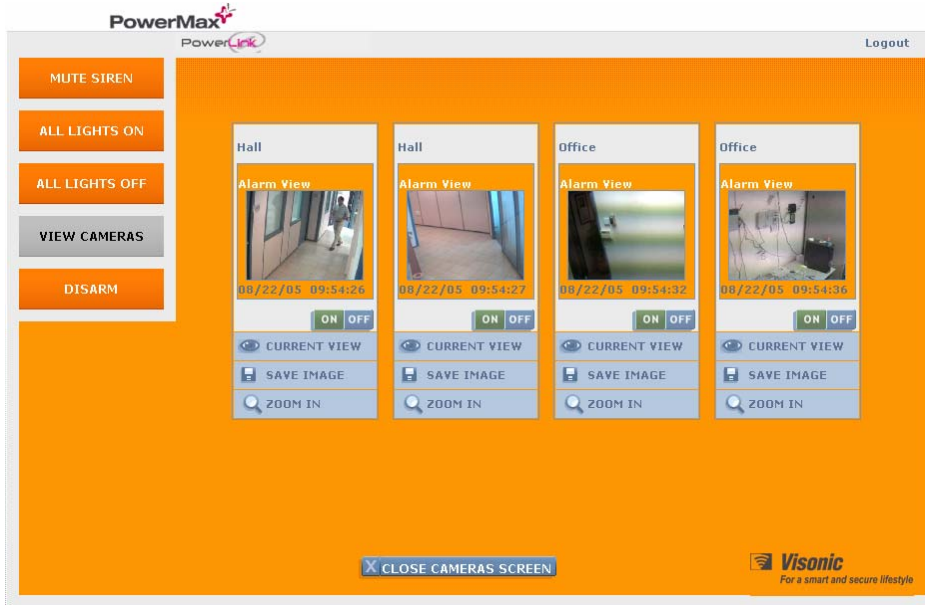 PowerMax
PowerLink
Logout
MUTE SIREN
ALL LIGHTS ON
ALL LIGHTS OFF
VIEW CAMERAS
DISARM
Hall
Alarm View
08/22/05 09:54:26
ON OFF
CURRENT VIEW
SAVE IMAGE
ZOOM IN
Hall
Alarm View
08/22/05 09:54:27
ON OFF
CURRENT VIEW
SAVE IMAGE
ZOOM IN
Office
Alarm View
08/22/05 09:54:32
ON OFF
CURRENT VIEW
SAVE IMAGE
ZOOM IN
Office
Alarm View
08/22/05 09:54:36
ON OFF
CURRENT VIEW
SAVE IMAGE
ZOOM IN
X CLOSE CAMERAS SCREEN
Visonic
For a smart and secure lifestyle